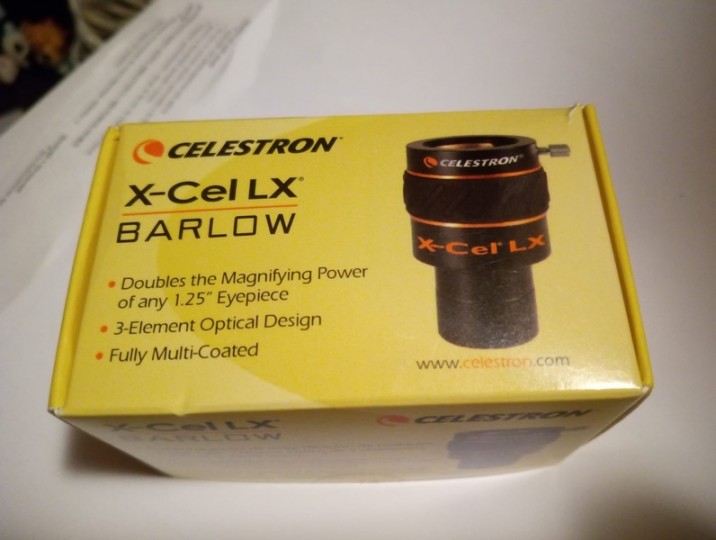 CELESTRON®
X-Cel LX®
BARLOW
• Doubles the Magnifying Power
of any 1.25" Eyepiece
• 3-Element Optical Design
• Fully Multi-Coated
CELESTRON®
X-Cel® LX
www.celestron.com
X-Cel LX®
BARLOW
CELESTRON